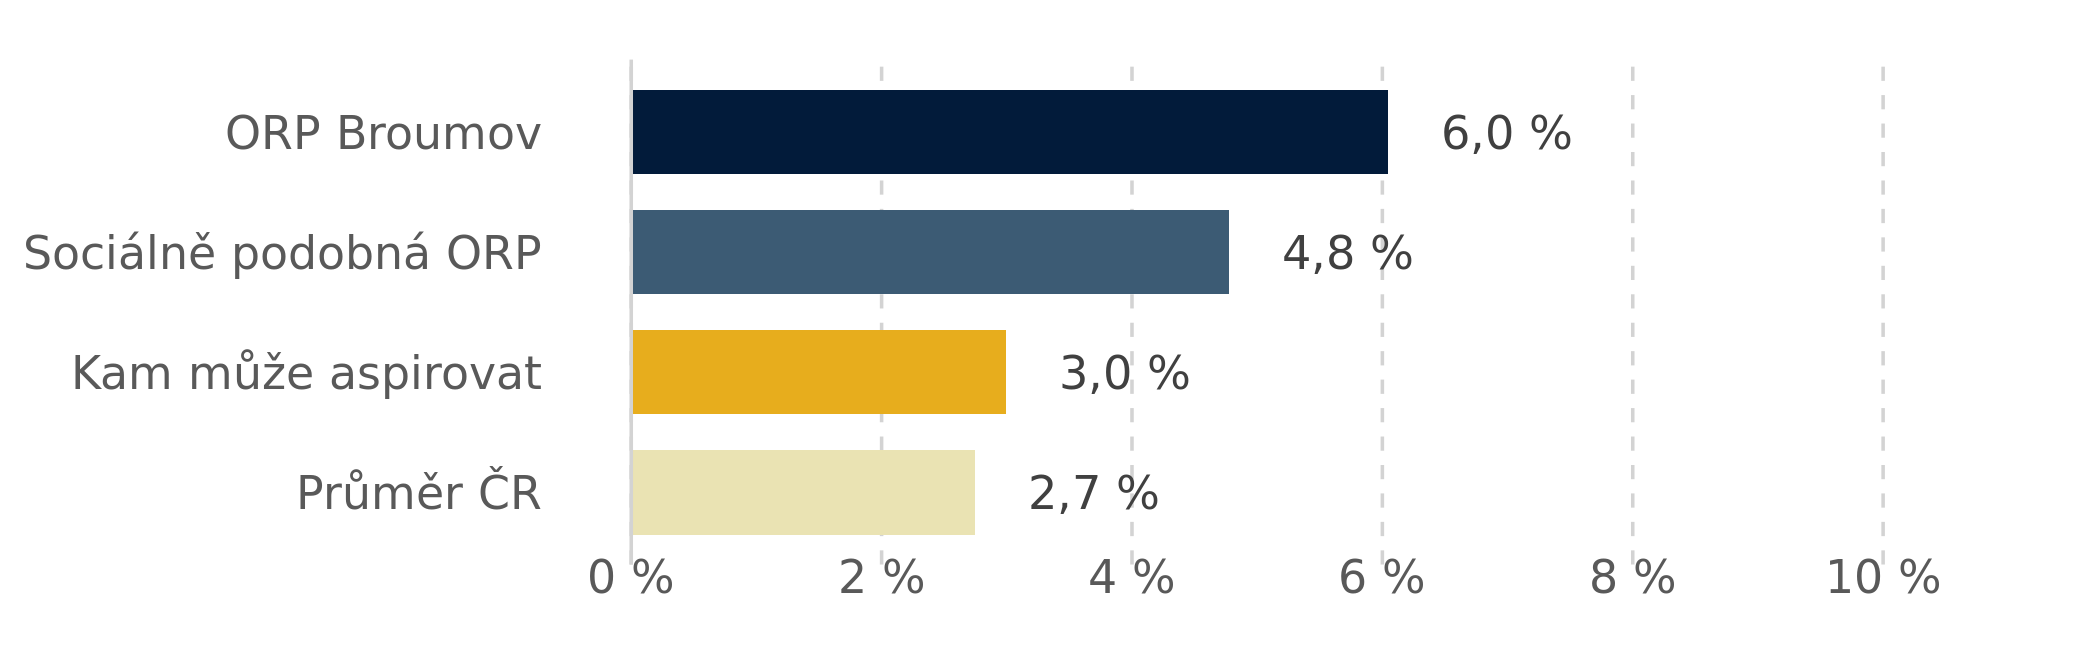 ORP Broumov 6,0 %
Sociálně podobná ORP 4,8 %
Kam může aspirovat 3,0 %
Průměr ČR 2,7 %
0 % 2 % 4 % 6 % 8 % 10 %